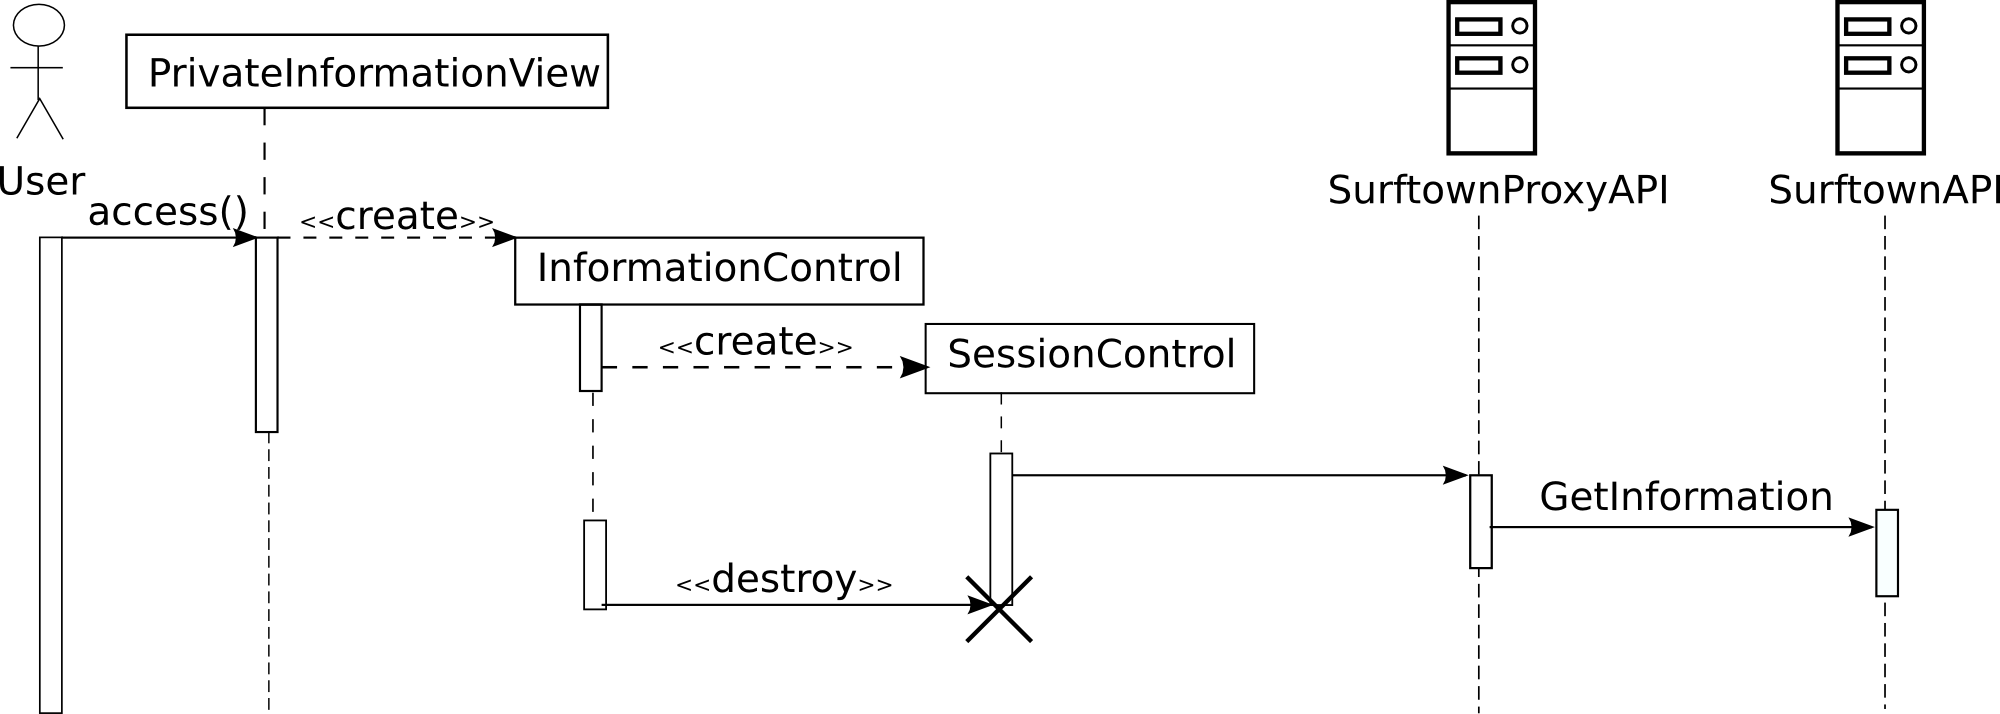 PrivateInformationView
User
SurftownProxyAPI
SurftownAPI
access()
<<create>>
InformationControl
<<create>>
SessionControl
GetInformation
<<destroy>>